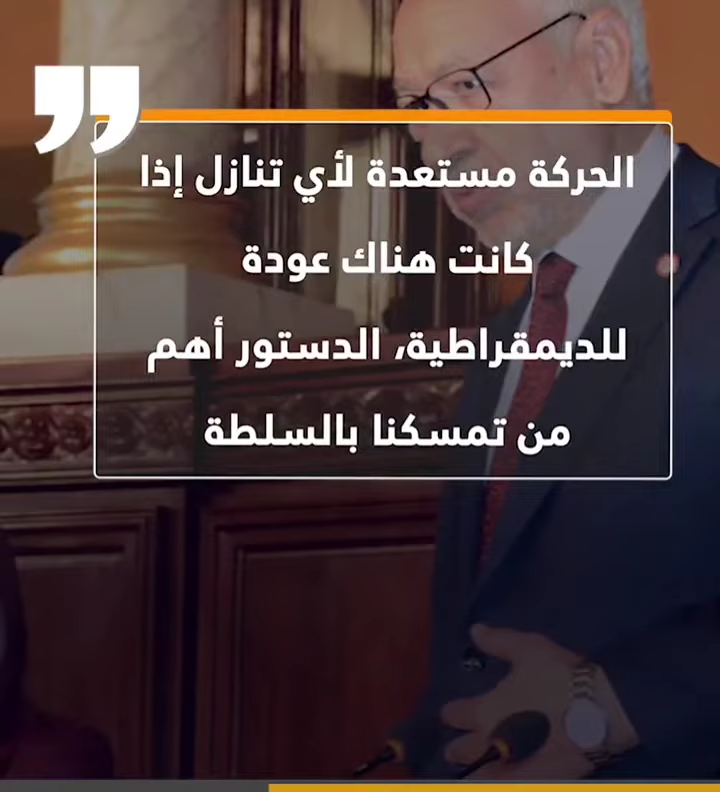 الحركة مستعدة لأي تنازل إذا
كانت هناك عودة
للديمقراطية، الدستور أهم
من تمسكنا بالسلطة